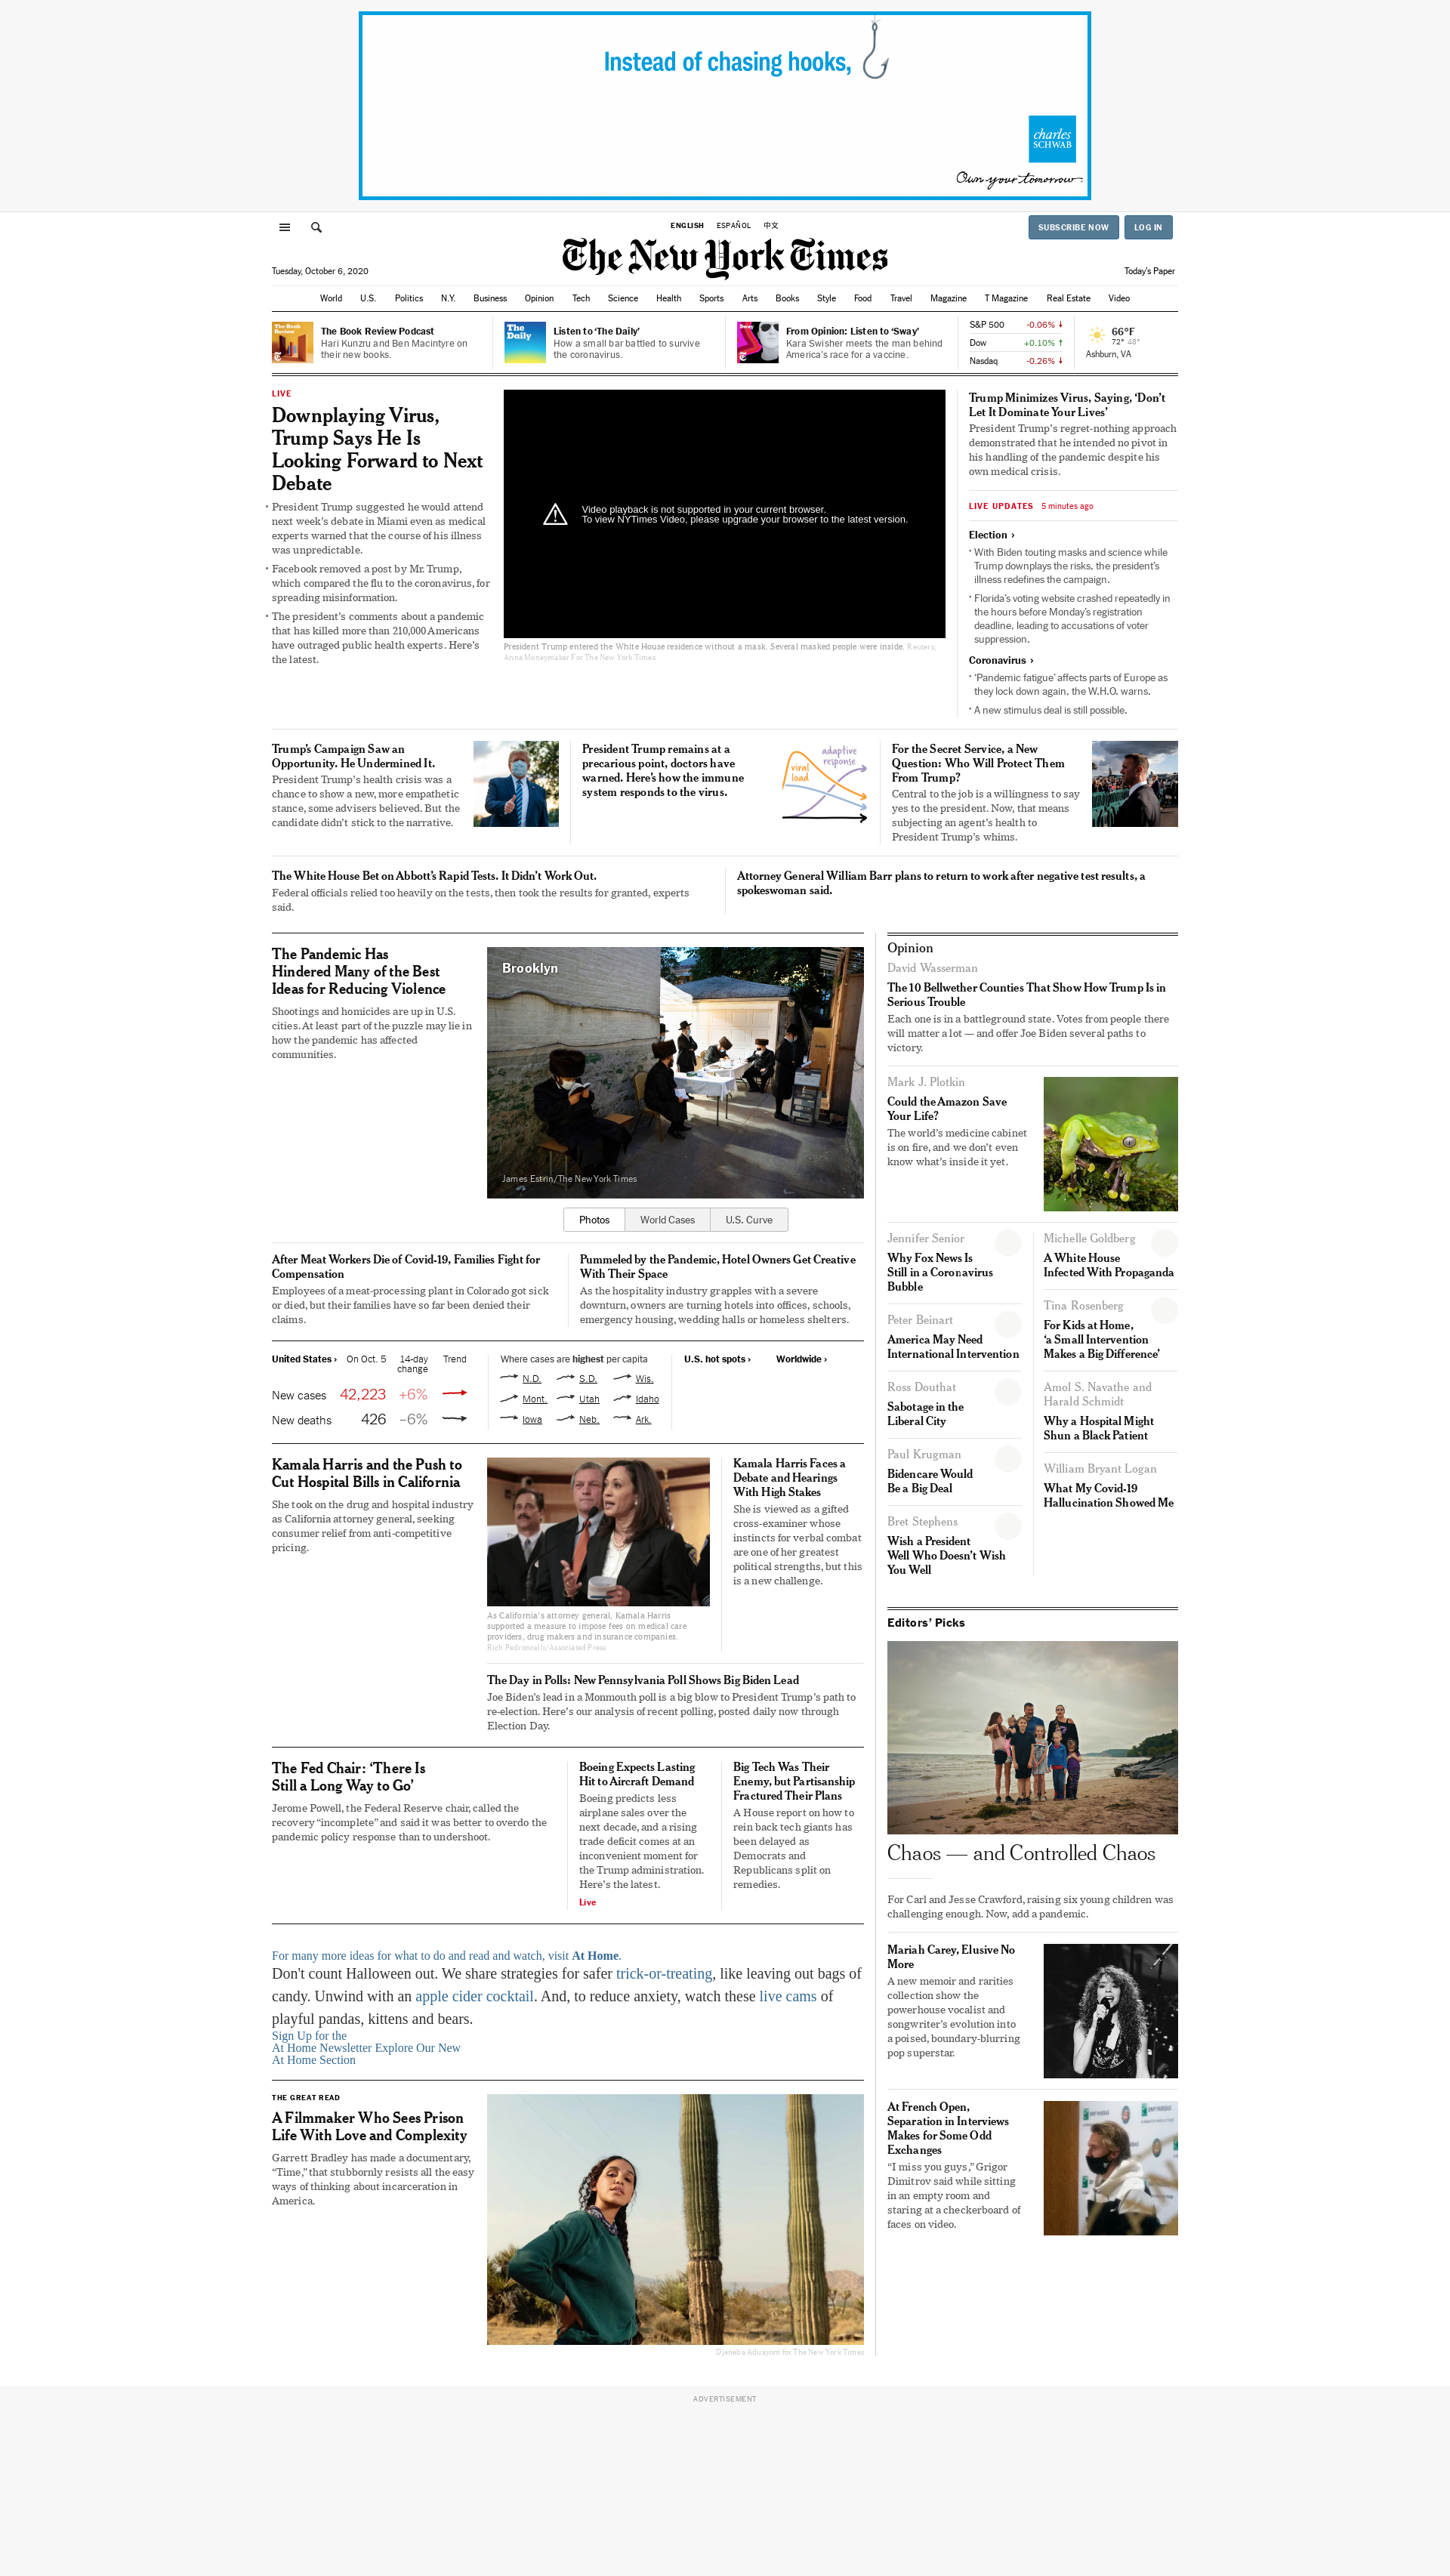 Instead of chasing hooks,
charles
SCHWAB
Own your tomorrow
ENGLISH ESPAÑOL 中文
SUBSCRIBE NOW LOG IN
The New York Times
Tuesday, October 6, 2020
Today's Paper
World U.S. Politics N.Y. Business Opinion Tech Science Health Sports Arts Books Style Food Travel Magazine T Magazine Real Estate Video
The Book Review Podcast
Hari Kunzru and Ben Macintyre on
their new books.
The
Daily
Listen to ‘The Daily’
How a small bar battled to survive
the coronavirus.
Sway
From Opinion: Listen to ‘Sway’
Kara Swisher meets the man behind
America’s race for a vaccine.
S&P 500 -0.06% ↓
Dow +0.10% ↑
Nasdaq -0.26% ↓
66°F
72° 48°
Ashburn, VA
LIVE
Downplaying Virus,
Trump Says He Is
Looking Forward to Next
Debate
• President Trump suggested he would attend
next week’s debate in Miami even as medical
experts warned that the course of his illness
was unpredictable.
• Facebook removed a post by Mr. Trump,
which compared the flu to the coronavirus, for
spreading misinformation.
• The president’s comments about a pandemic
that has killed more than 210,000 Americans
have outraged public health experts. Here’s
the latest.
Video playback is not supported in your current browser.
To view NYTimes Video, please upgrade your browser to the latest version.
President Trump entered the White House residence without a mask. Several masked people were inside. Reuters;
Anna Moneymaker For The New York Times
Trump Minimizes Virus, Saying, ‘Don’t
Let It Dominate Your Lives’
President Trump’s regret-nothing approach
demonstrated that he intended no pivot in
his handling of the pandemic despite his
own medical crisis.
LIVE UPDATES 5 minutes ago
Election ›
• With Biden touting masks and science while
Trump downplays the risks, the president’s
illness redefines the campaign.
• Florida’s voting website crashed repeatedly in
the hours before Monday’s registration
deadline, leading to accusations of voter
suppression.
Coronavirus ›
• ‘Pandemic fatigue’ affects parts of Europe as
they lock down again, the W.H.O. warns.
• A new stimulus deal is still possible.
Trump’s Campaign Saw an
Opportunity. He Undermined It.
President Trump’s health crisis was a
chance to show a new, more empathetic
stance, some advisers believed. But the
candidate didn’t stick to the narrative.
President Trump remains at a
precarious point, doctors have
warned. Here’s how the immune
system responds to the virus.
adaptive
response
viral
load
For the Secret Service, a New
Question: Who Will Protect Them
From Trump?
Central to the job is a willingness to say
yes to the president. Now, that means
subjecting an agent’s health to
President Trump’s whims.
The White House Bet on Abbott’s Rapid Tests. It Didn’t Work Out.
Federal officials relied too heavily on the tests, then took the results for granted, experts
said.
Attorney General William Barr plans to return to work after negative test results, a
spokeswoman said.
The Pandemic Has
Hindered Many of the Best
Ideas for Reducing Violence
Shootings and homicides are up in U.S.
cities. At least part of the puzzle may lie in
how the pandemic has affected
communities.
Brooklyn
James Estrin/The New York Times
Photos World Cases U.S. Curve
After Meat Workers Die of Covid-19, Families Fight for
Compensation
Employees of a meat-processing plant in Colorado got sick
or died, but their families have so far been denied their
claims.
Pummeled by the Pandemic, Hotel Owners Get Creative
With Their Space
As the hospitality industry grapples with a severe
downturn, owners are turning hotels into offices, schools,
emergency housing, wedding halls or homeless shelters.
United States › On Oct. 5 14-day Trend
change
New cases 42,223 +6%
New deaths 426 –6%
Where cases are highest per capita
N.D. S.D. Wis.
Mont. Utah Idaho
Iowa Neb. Ark.
U.S. hot spots › Worldwide ›
Kamala Harris and the Push to
Cut Hospital Bills in California
She took on the drug and hospital industry
as California attorney general, seeking
consumer relief from anti-competitive
pricing.
As California’s attorney general, Kamala Harris
supported a measure to impose fees on medical care
providers, drug makers and insurance companies.
Rich Pedroncelli/Associated Press
Kamala Harris Faces a
Debate and Hearings
With High Stakes
She is viewed as a gifted
cross-examiner whose
instincts for verbal combat
are one of her greatest
political strengths, but this
is a new challenge.
The Day in Polls: New Pennsylvania Poll Shows Big Biden Lead
Joe Biden’s lead in a Monmouth poll is a big blow to President Trump’s path to
re-election. Here’s our analysis of recent polling, posted daily now through
Election Day.
The Fed Chair: ‘There Is
Still a Long Way to Go’
Jerome Powell, the Federal Reserve chair, called the
recovery “incomplete” and said it was better to overdo the
pandemic policy response than to undershoot.
Boeing Expects Lasting
Hit to Aircraft Demand
Boeing predicts less
airplane sales over the
next decade, and a rising
trade deficit comes at an
inconvenient moment for
the Trump administration.
Here’s the latest.
Live
Big Tech Was Their
Enemy, but Partisanship
Fractured Their Plans
A House report on how to
rein back tech giants has
been delayed as
Democrats and
Republicans split on
remedies.
For many more ideas for what to do and read and watch, visit At Home.
Don't count Halloween out. We share strategies for safer trick-or-treating, like leaving out bags of
candy. Unwind with an apple cider cocktail. And, to reduce anxiety, watch these live cams of
playful pandas, kittens and bears.
Sign Up for the
At Home Newsletter Explore Our New
At Home Section
THE GREAT READ
A Filmmaker Who Sees Prison
Life With Love and Complexity
Garrett Bradley has made a documentary,
“Time,” that stubbornly resists all the easy
ways of thinking about incarceration in
America.
Djeneba Aduayom for The New York Times
Opinion
David Wasserman
The 10 Bellwether Counties That Show How Trump Is in
Serious Trouble
Each one is in a battleground state. Votes from people there
will matter a lot — and offer Joe Biden several paths to
victory.
Mark J. Plotkin
Could the Amazon Save
Your Life?
The world’s medicine cabinet
is on fire, and we don’t even
know what’s inside it yet.
Jennifer Senior
Why Fox News Is
Still in a Coronavirus
Bubble
Peter Beinart
America May Need
International Intervention
Ross Douthat
Sabotage in the
Liberal City
Paul Krugman
Bidencare Would
Be a Big Deal
Bret Stephens
Wish a President
Well Who Doesn’t Wish
You Well
Michelle Goldberg
A White House
Infected With Propaganda
Tina Rosenberg
For Kids at Home,
‘a Small Intervention
Makes a Big Difference’
Amol S. Navathe and
Harald Schmidt
Why a Hospital Might
Shun a Black Patient
William Bryant Logan
What My Covid-19
Hallucination Showed Me
Editors’ Picks
Chaos — and Controlled Chaos
For Carl and Jesse Crawford, raising six young children was
challenging enough. Now, add a pandemic.
Mariah Carey, Elusive No
More
A new memoir and rarities
collection show the
powerhouse vocalist and
songwriter’s evolution into
a poised, boundary-blurring
pop superstar.
At French Open,
Separation in Interviews
Makes for Some Odd
Exchanges
“I miss you guys,” Grigor
Dimitrov said while sitting
in an empty room and
staring at a checkerboard of
faces on video.
ADVERTISEMENT